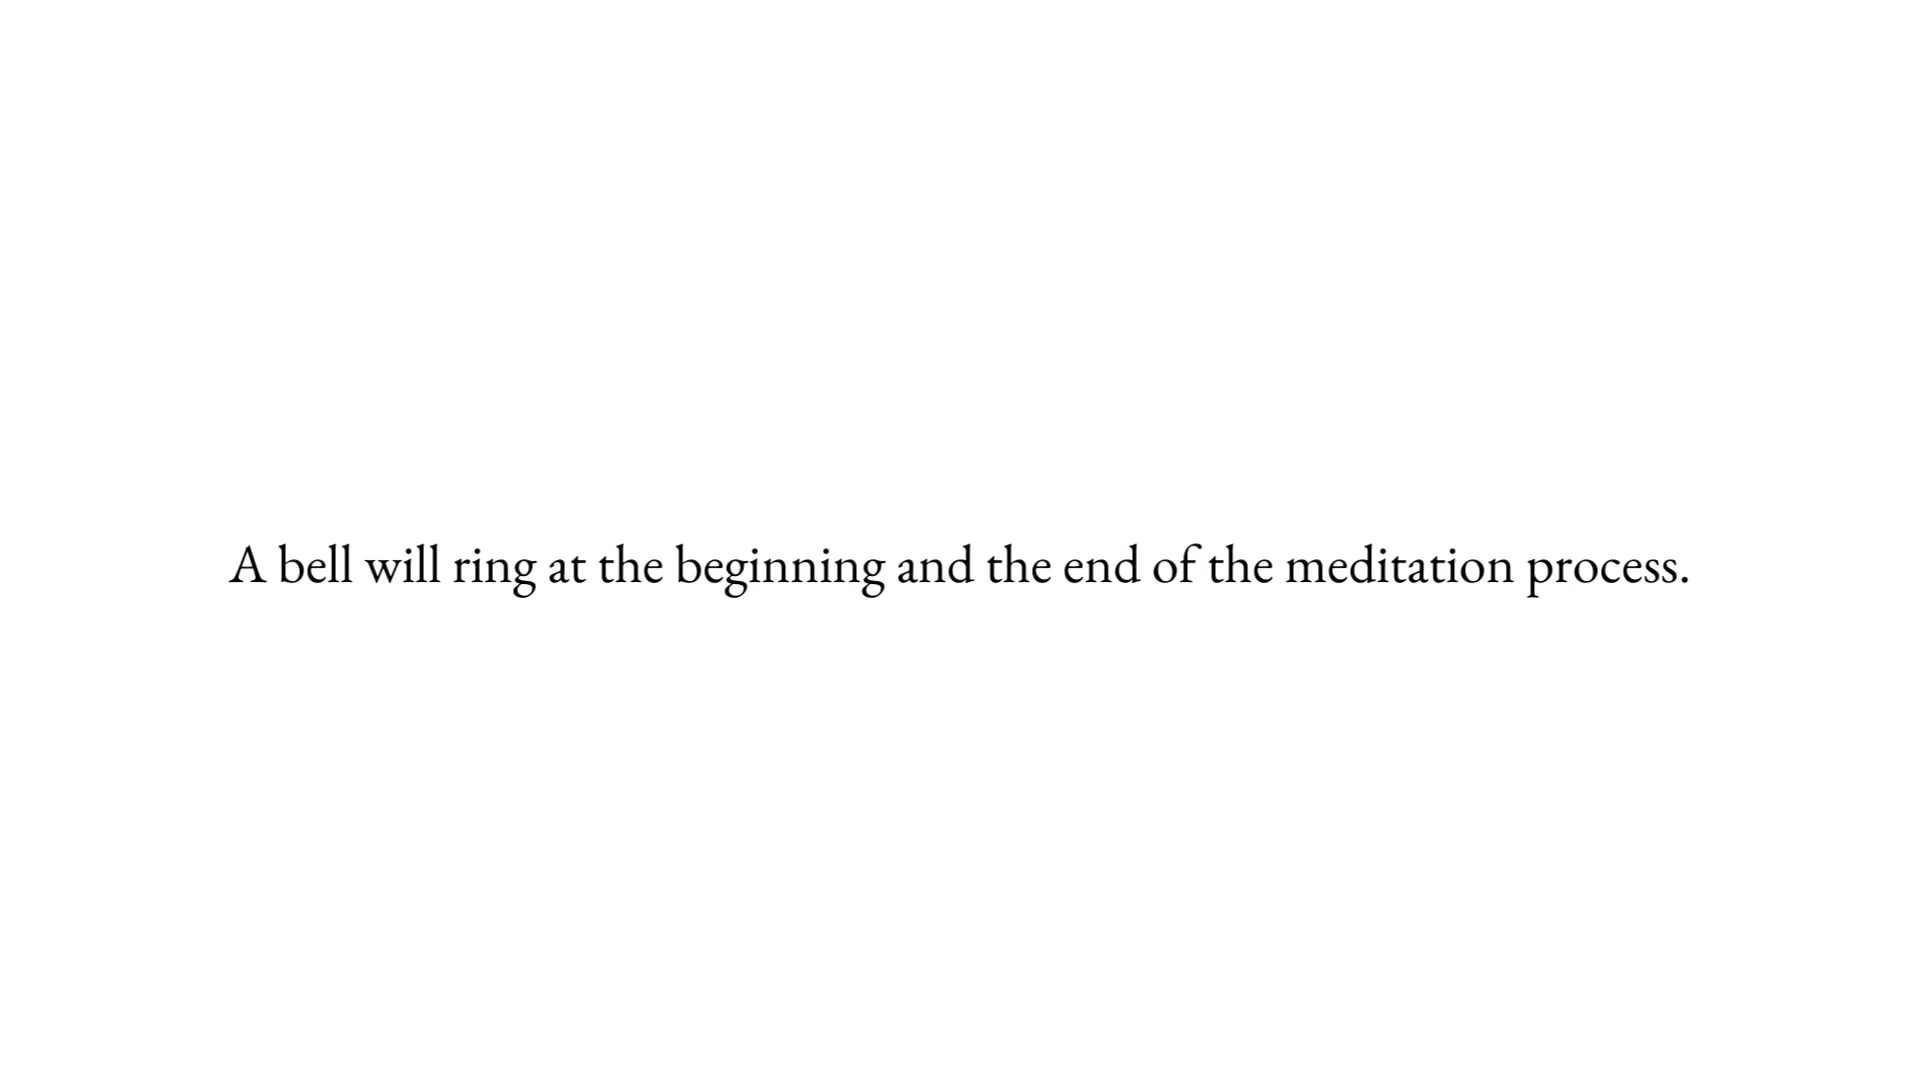 A bell will ring at the beginning and the end of the meditation process.